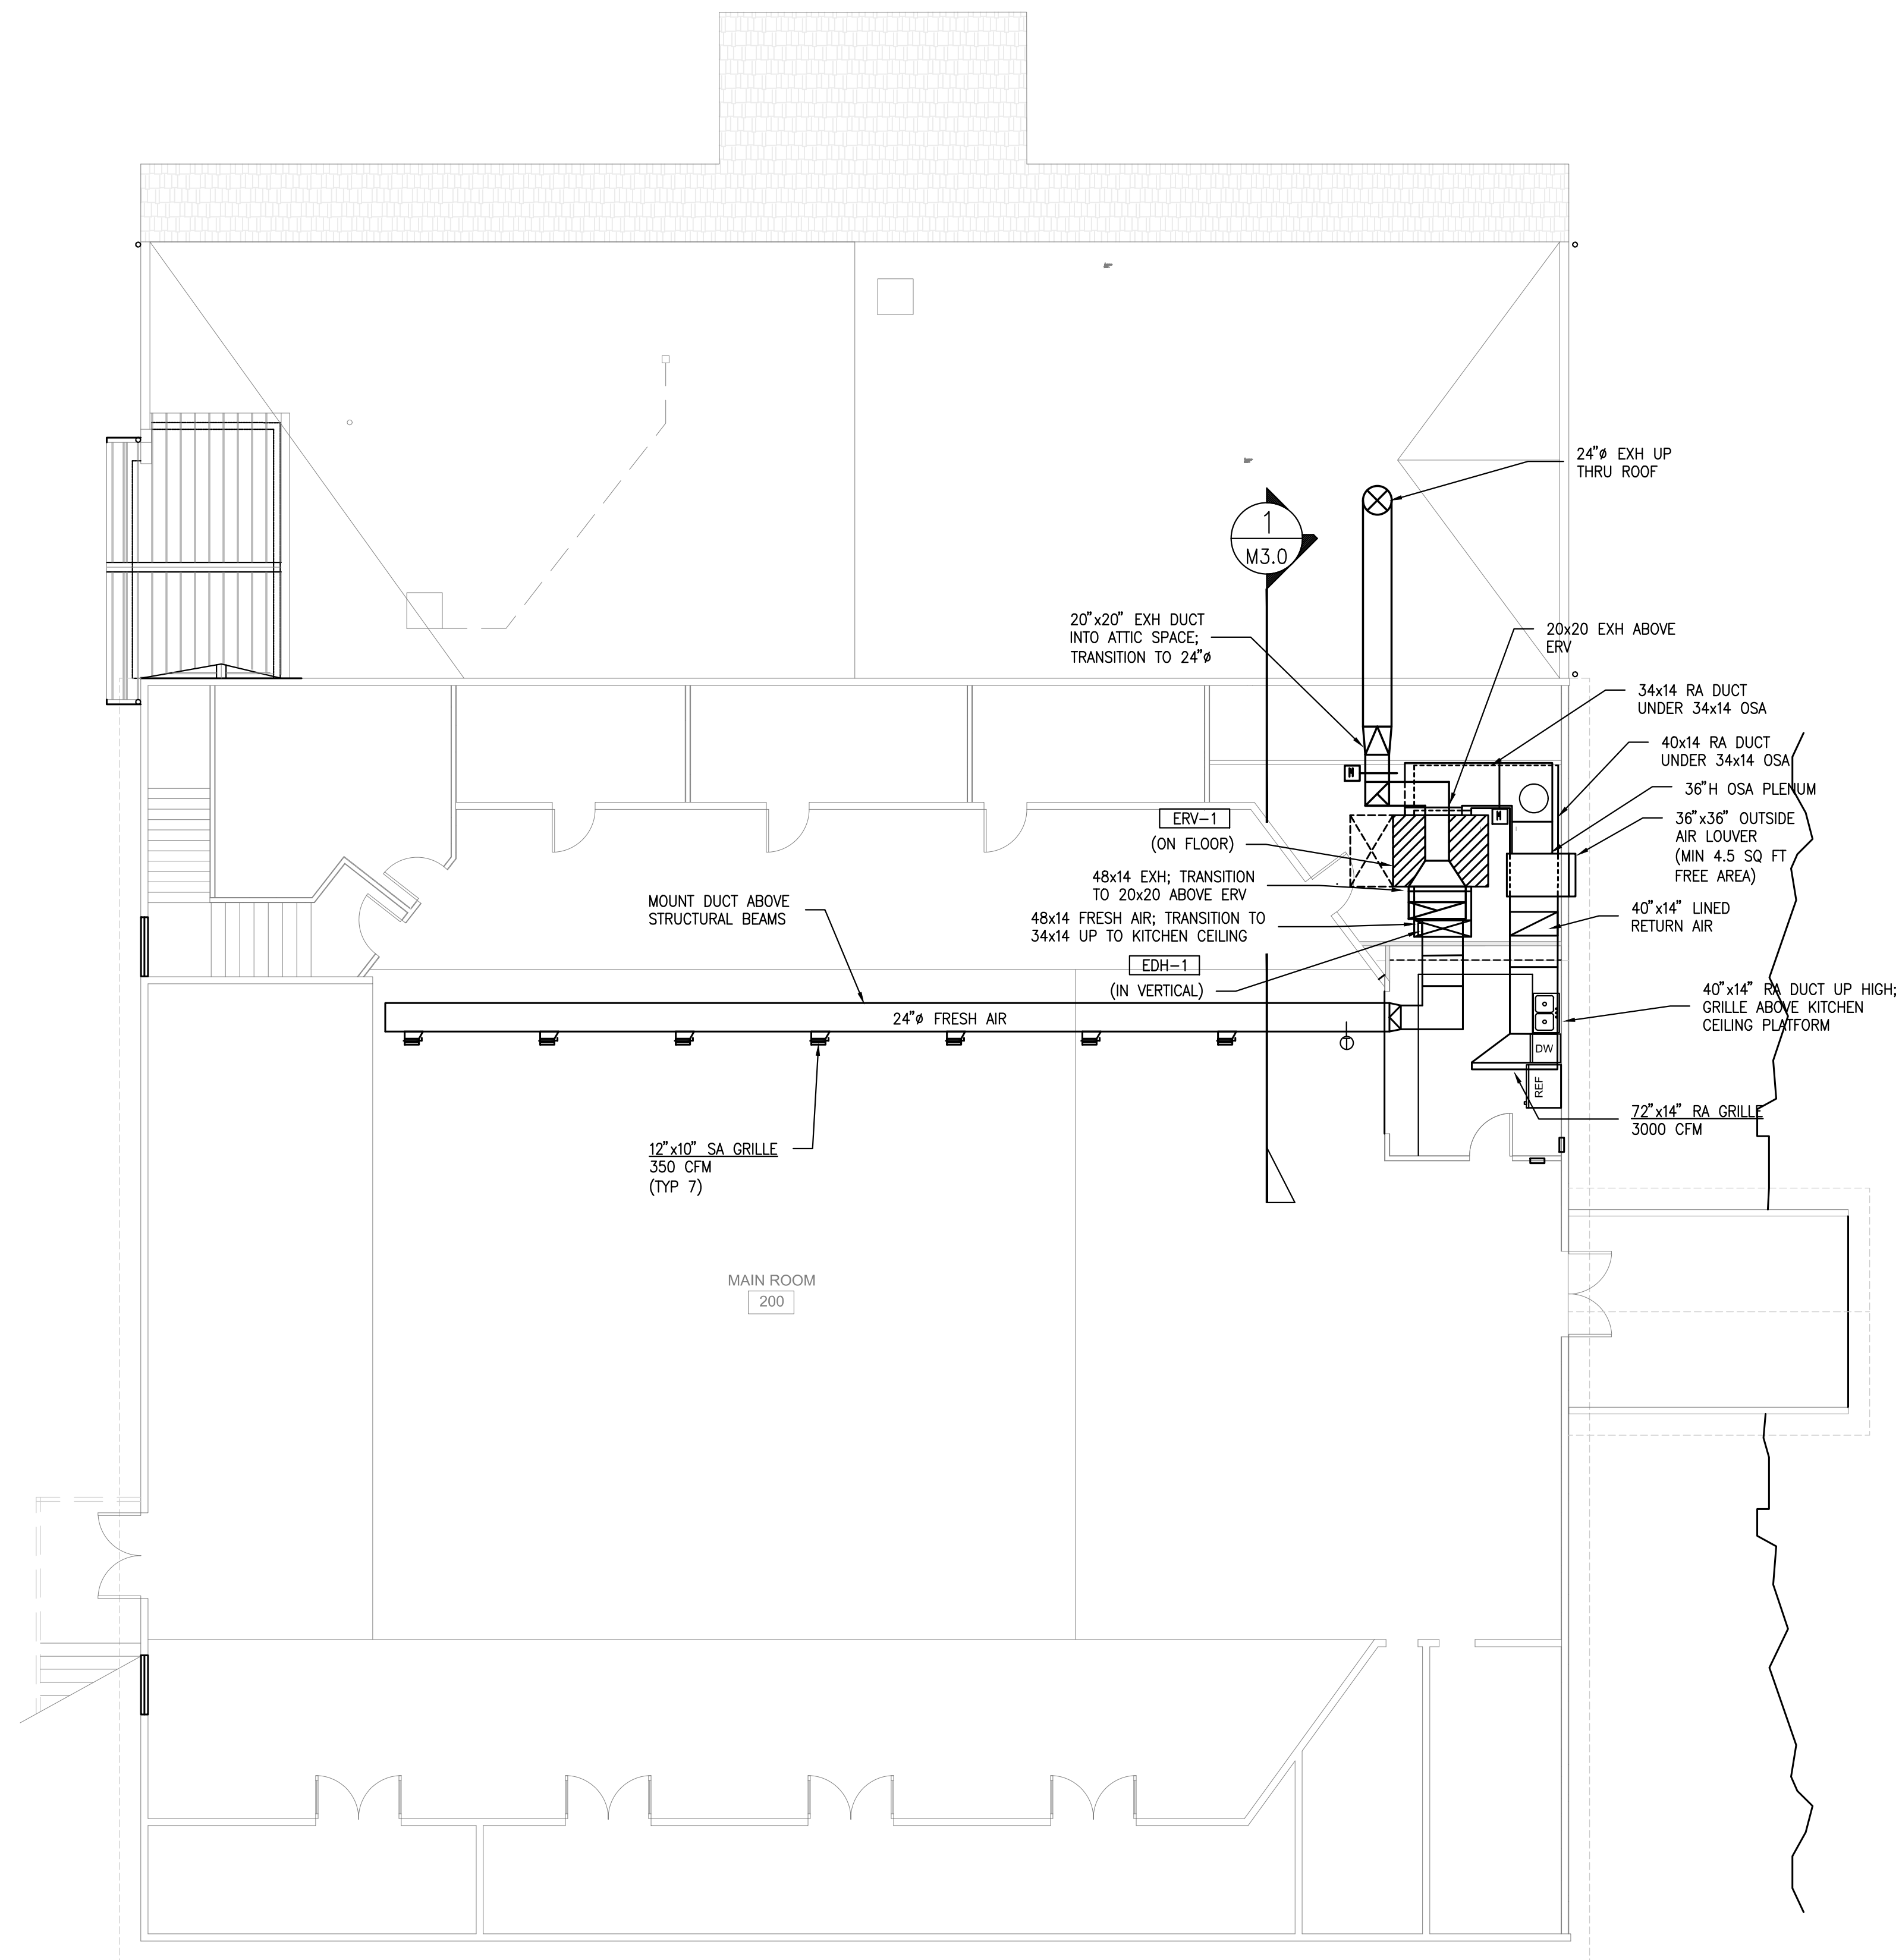 24"ø EXH UP
THRU ROOF
1
M3.0
20"x20" EXH DUCT
INTO ATTIC SPACE;
TRANSITION TO 24"ø
20x20 EXH ABOVE
ERV
34x14 RA DUCT
UNDER 34x14 OSA
40x14 RA DUCT
UNDER 34x14 OSA
36"H OSA PLENUM
36"x36" OUTSIDE
AIR LOUVER
(MIN 4.5 SQ FT
FREE AREA)
M
M
ERV-1
(ON FLOOR)
48x14 EXH; TRANSITION
TO 20x20 ABOVE ERV
48x14 FRESH AIR; TRANSITION TO
34x14 UP TO KITCHEN CEILING
EDH-1
(IN VERTICAL)
MOUNT DUCT ABOVE
STRUCTURAL BEAMS
40"x14" LINED
RETURN AIR
40"x14" RA DUCT UP HIGH;
GRILLE ABOVE KITCHEN
CEILING PLATFORM
24"ø FRESH AIR
DW
REF
72"x14" RA GRILLE
3000 CFM
12"x10" SA GRILLE
350 CFM
(TYP 7)
MAIN ROOM
200